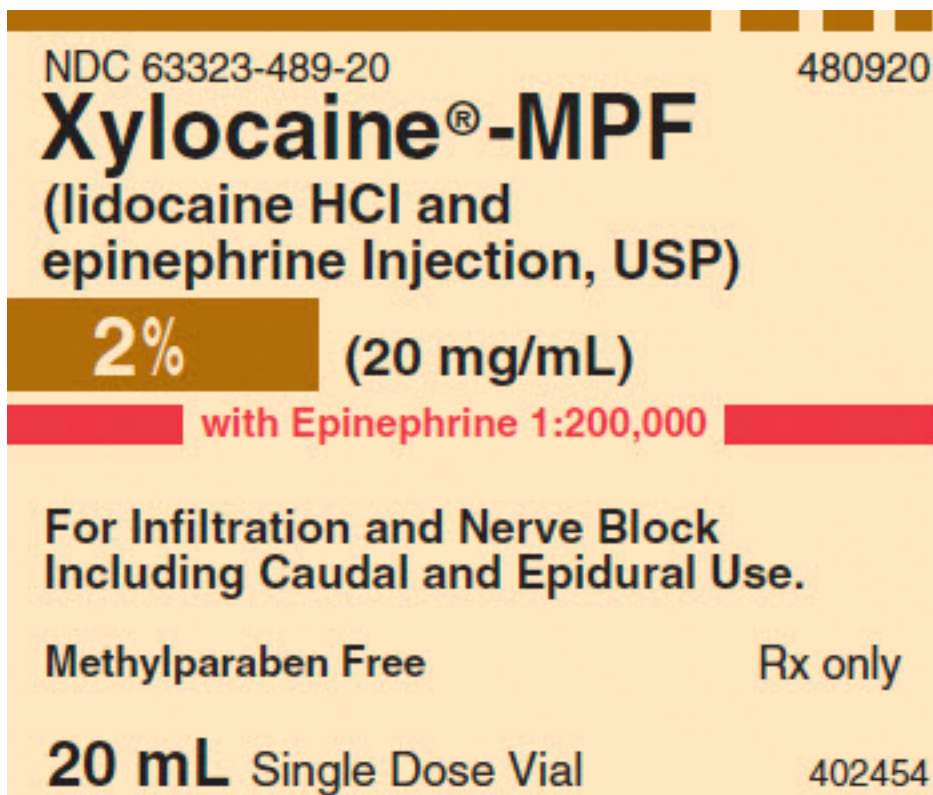 NDC 63323-489-20 480920
Xylocaine®-MPF
(lidocaine HCl and
epinephrine Injection, USP)
2% (20 mg/mL)
with Epinephrine 1:200,000
For Infiltration and Nerve Block
Including Caudal and Epidural Use.
Methylparaben Free Rx only
20 mL Single Dose Vial 402454